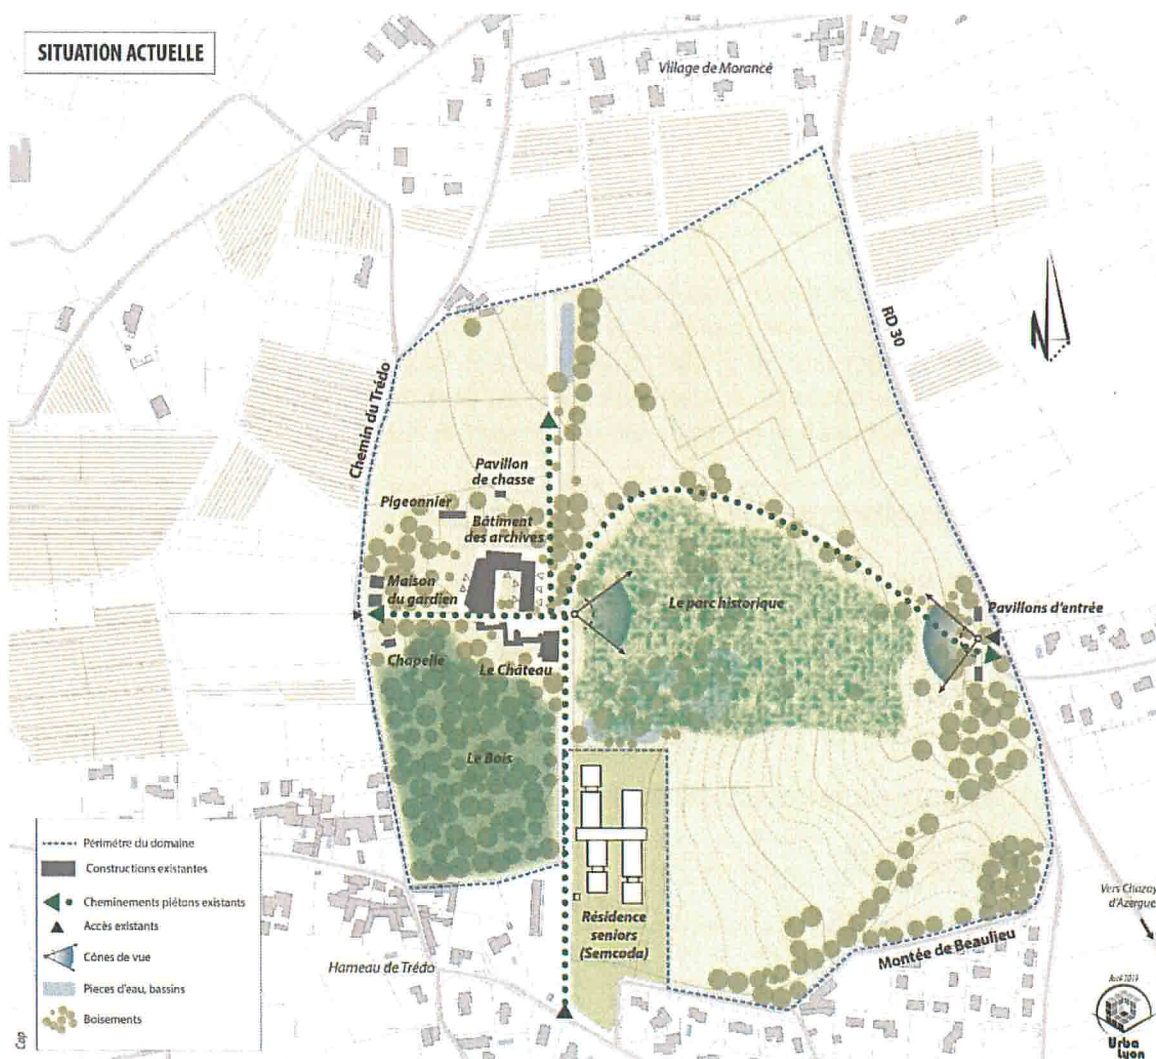 SITUATION ACTUELLE
Village de Morancé
RD 30
N
Chemin du Trédo
Pavillon
de chasse
Pigeonnier
Bâtiment
des archives
Maison
du gardien
Le parc historique
Pavillons d'entrée
Chapelle
Le Château
Le Bois
Résidence
seniors
(Semcoda)
Hameau de Trédo
Montée de Beaulieu
Vers Chazay
d'Azergue
Périmètre du domaine
Constructions existantes
Cheminements piétons existants
Accès existants
Cônes de vue
Pieces d'eau, bassins
Boisements
Cap
Urba
Lyon